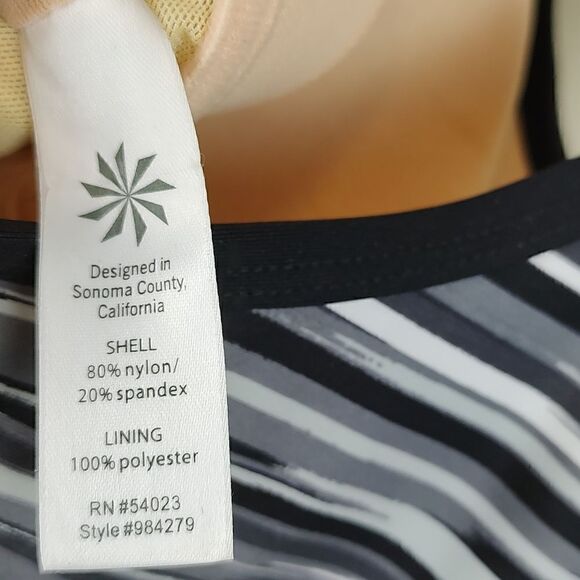 Designed in
Sonoma County,
California
SHELL
80% nylon/
20% spandex
LINING
100% polyester
RN #54023
Style #984279